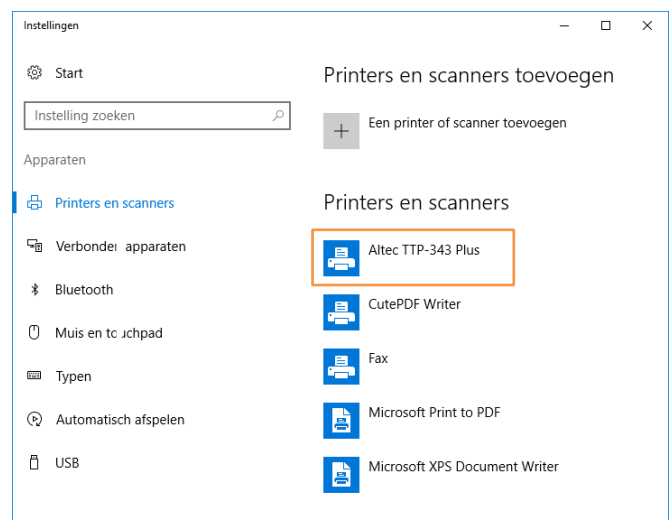 Instellingen
Start
Instelling zoeken
Apparaten
Printers en scanners
Verbonden apparaten
Bluetooth
Muis en touchpad
Typen
Automatisch afspelen
USB
Printers en scanners toevoegen
Een printer of scanner toevoegen
Printers en scanners
Altec TTP-343 Plus
CutePDF Writer
Fax
Microsoft Print to PDF
Microsoft XPS Document Writer